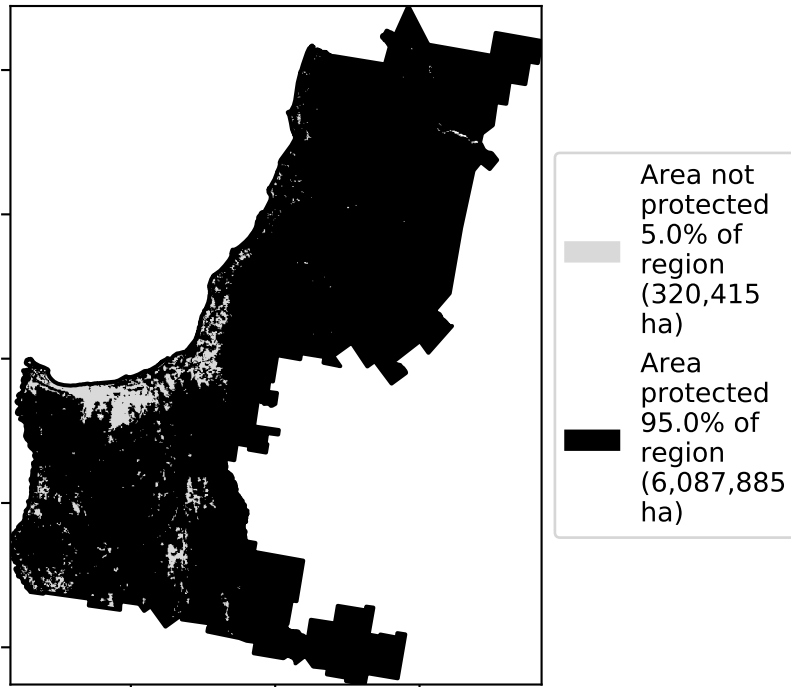 Area not
protected
5.0% of
region
(320,415
ha)
Area
protected
95.0% of
region
(6,087,885
ha)